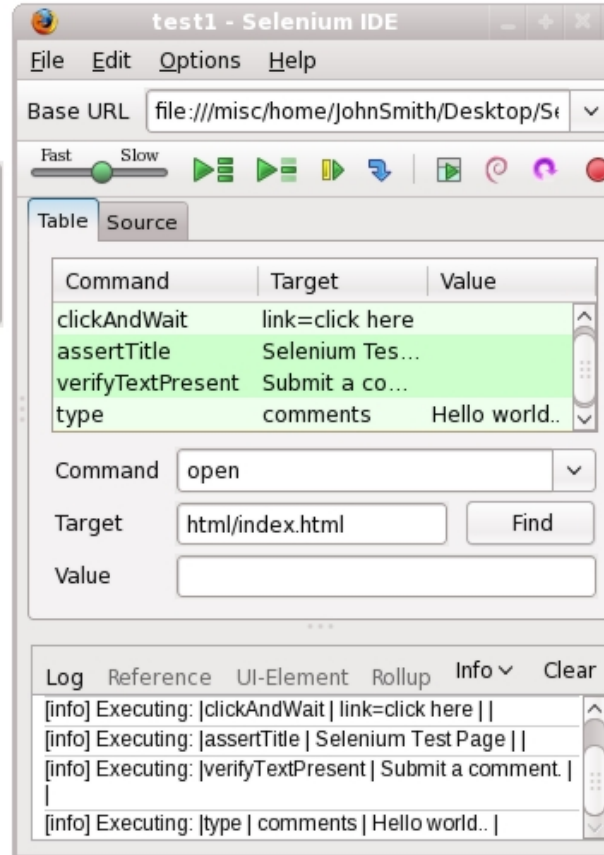 test1 - Selenium IDE
File Edit Options Help
Base URL file:///misc/home/JohnSmith/Desktop/Se
Fast Slow
Table Source
Command Target Value
clickAndWait link=click here
assertTitle Selenium Tes...
verifyTextPresent Submit a co...
type comments Hello world..
Command open
Target html/index.html Find
Value
Log Reference UI-Element Rollup Info Clear
[info] Executing: |clickAndWait | link=click here | |
[info] Executing: |assertTitle | Selenium Test Page | |
[info] Executing: |verifyTextPresent | Submit a comment. |
|
[info] Executing: |type | comments | Hello world.. |